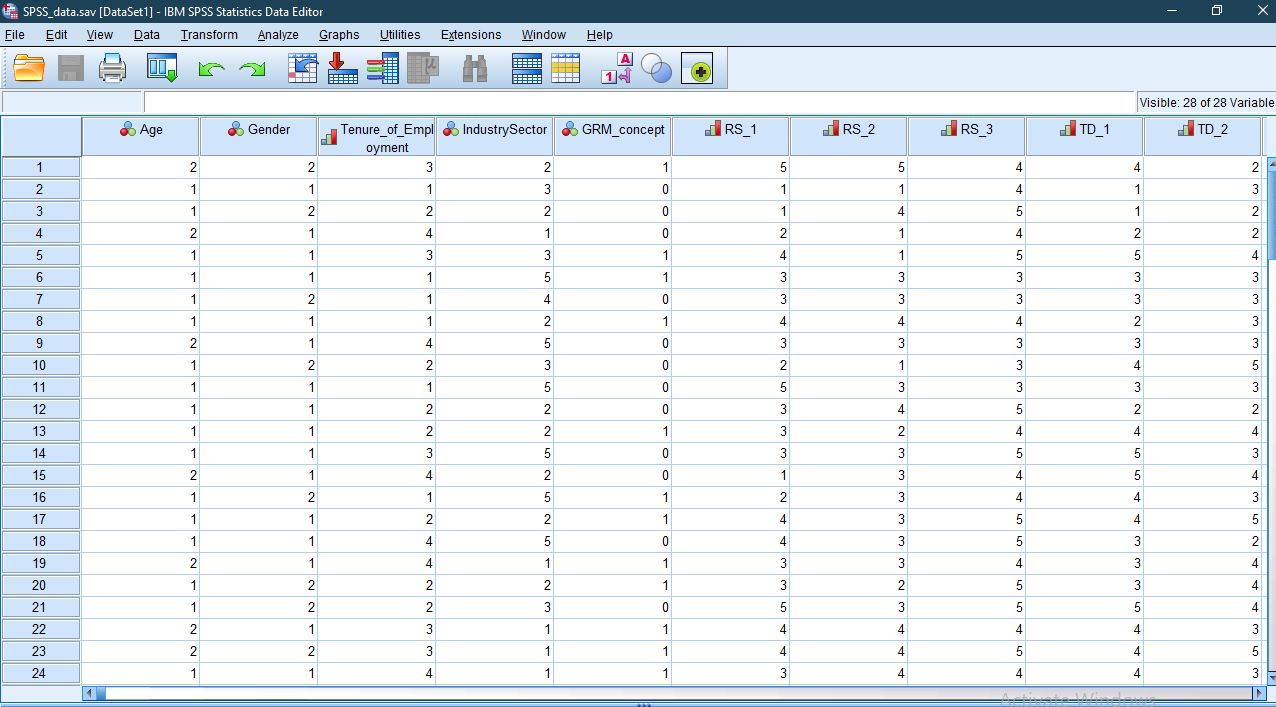 SPSS_data.sav [DataSet1] - IBM SPSS Statistics Data Editor
File Edit View Data Transform Analyze Graphs Utilities Extensions Window Help
Visible: 28 of 28 Variable
Age Gender Tenure_of_Empl IndustrySector GRM_concept RS_1 RS_2 RS_3 TD_1 TD_2
oyment
1 2 2 3 2 1 5 5 4 4 2
2 1 1 1 3 0 1 1 4 1 3
3 1 2 2 2 0 1 4 5 1 2
4 2 1 4 1 0 2 1 4 2 2
5 1 1 3 3 1 4 1 5 5 4
6 1 1 1 5 1 3 3 3 3 3
7 1 2 1 4 0 3 3 3 3 3
8 1 1 1 2 1 4 4 4 2 3
9 2 1 4 5 0 3 3 3 3 3
10 1 2 2 3 0 2 1 3 4 5
11 1 1 1 5 0 5 3 3 3 3
12 1 1 2 2 0 3 4 5 2 2
13 1 1 2 2 1 3 2 4 4 4
14 1 1 3 5 0 3 3 5 5 3
15 2 1 4 2 0 1 3 4 5 4
16 1 2 1 5 1 2 3 4 4 3
17 1 1 2 2 1 4 3 5 4 5
18 1 1 4 5 0 4 3 5 3 2
19 2 1 4 1 1 3 3 4 3 4
20 1 2 2 2 1 3 2 5 3 4
21 1 2 2 3 0 5 3 5 5 4
22 2 1 3 1 1 4 4 4 4 3
23 2 2 3 1 1 4 4 5 4 5
24 1 1 4 1 1 3 4 4 4 3
Activate Windows